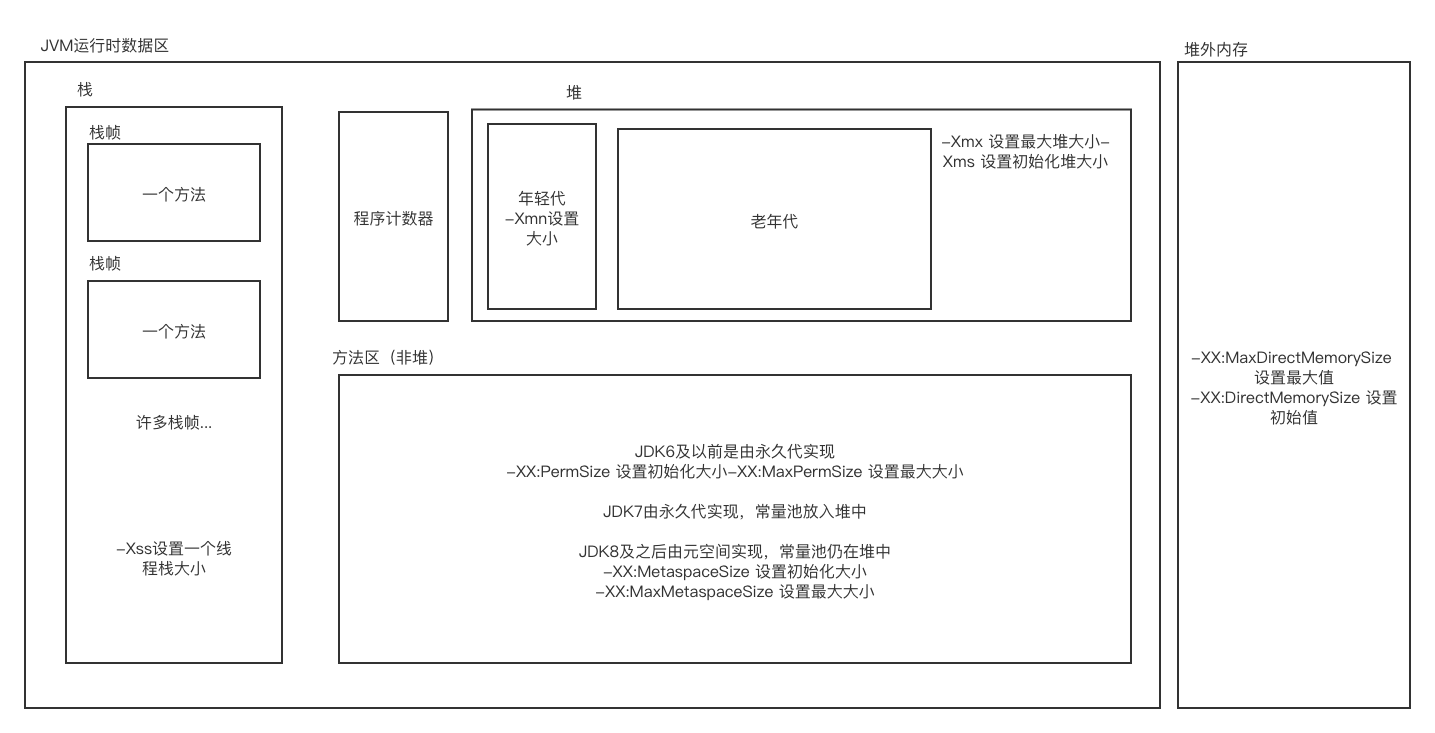 JVM运行时数据区
栈
栈帧
一个方法
栈帧
一个方法
许多栈帧...
–Xss设置一个线
程栈大小
程序计数器
堆
年轻代
–Xmn设置
大小
老年代
–Xmx 设置最大堆大小–
Xms 设置初始化堆大小
方法区（非堆）
JDK6及以前是由永久代实现
–XX:PermSize 设置初始化大小–XX:MaxPermSize 设置最大大小
JDK7由永久代实现，常量池放入堆中
JDK8及之后由元空间实现，常量池仍在堆中
–XX:MetaspaceSize 设置初始化大小
–XX:MaxMetaspaceSize 设置最大大小
堆外内存
–XX:MaxDirectMemorySize
设置最大值
–XX:DirectMemorySize 设置
初始值